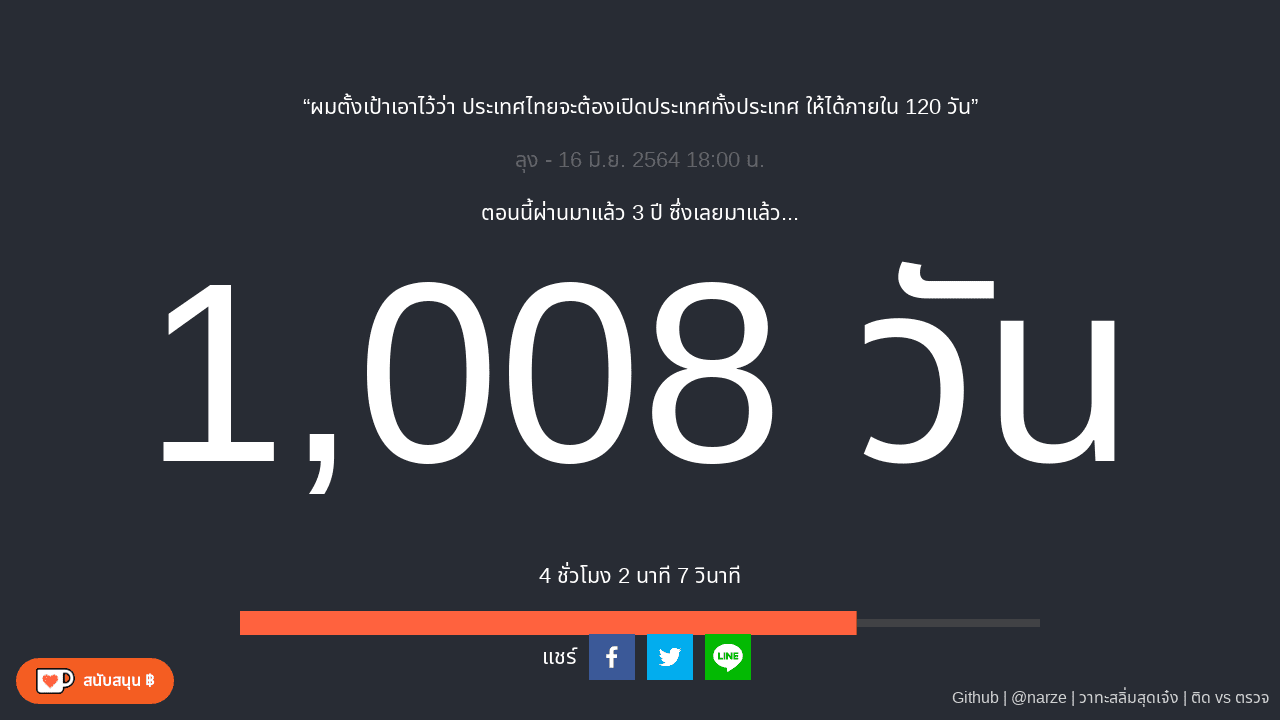 “ผมตั้งเป้าเอาไว้ว่า ประเทศไทยจะต้องเปิดประเทศทั้งประเทศ ให้ได้ภายใน 120 วัน”
ลุง - 16 มิ.ย. 2564 18:00 น.
ตอนนี้ผ่านมาแล้ว 3 ปี ซึ่งเลยมาแล้ว...
1,008 วัน
4 ชั่วโมง 2 นาที 7 วินาที
แชร์
LINE
สนับสนุน ฿
Github | @narze | วาทะสลิ่มสุดเจ๋ง | ติด vs ตรวจ